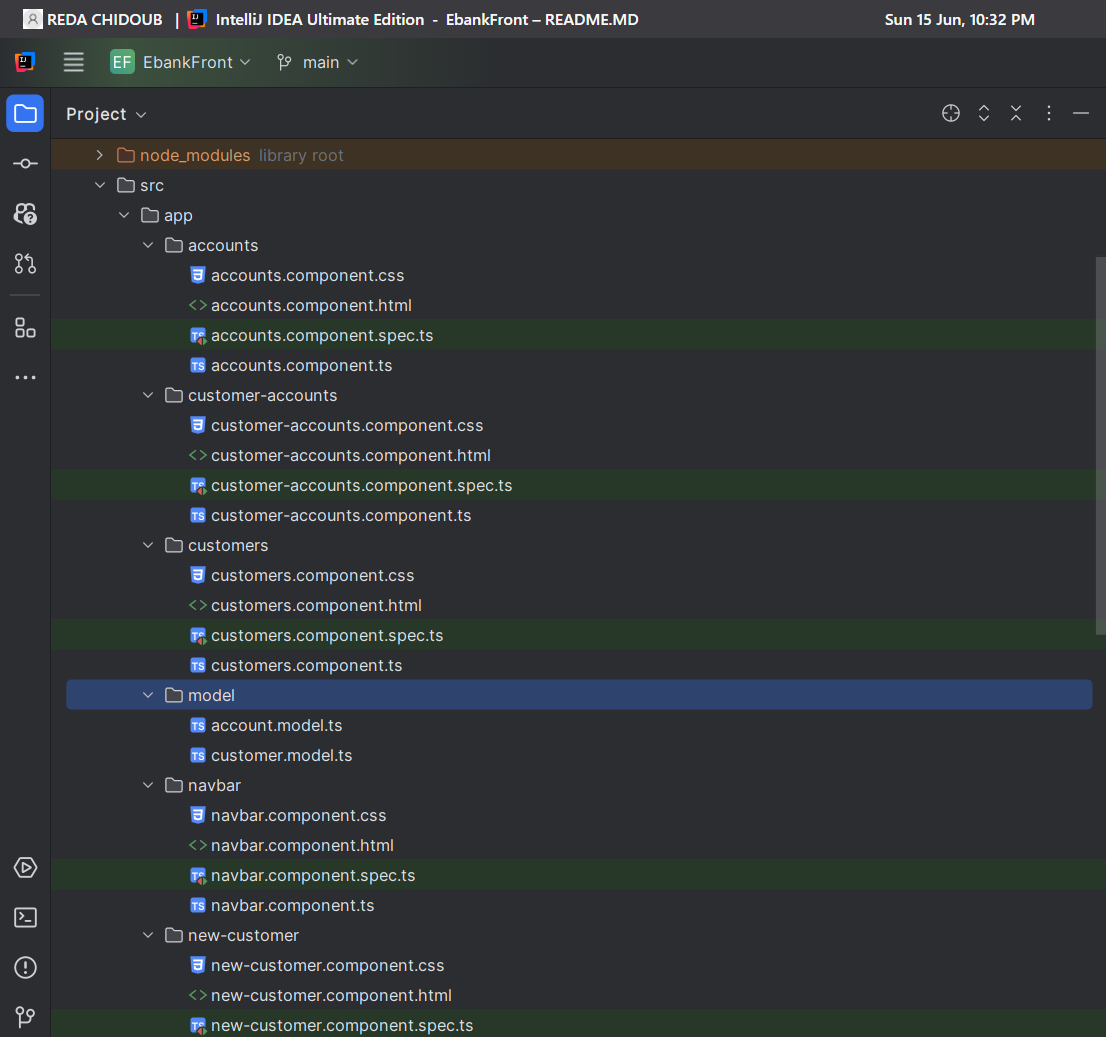 REDA CHIDOUB | IntelliJ IDEA Ultimate Edition - EbankFront – README.MD Sun 15 Jun, 10:32 PM
EF EbankFront main
Project
node_modules library root
src
app
accounts
accounts.component.css
accounts.component.html
accounts.component.spec.ts
accounts.component.ts
customer-accounts
customer-accounts.component.css
customer-accounts.component.html
customer-accounts.component.spec.ts
customer-accounts.component.ts
customers
customers.component.css
customers.component.html
customers.component.spec.ts
customers.component.ts
model
account.model.ts
customer.model.ts
navbar
navbar.component.css
navbar.component.html
navbar.component.spec.ts
navbar.component.ts
new-customer
new-customer.component.css
new-customer.component.html
new-customer.component.spec.ts